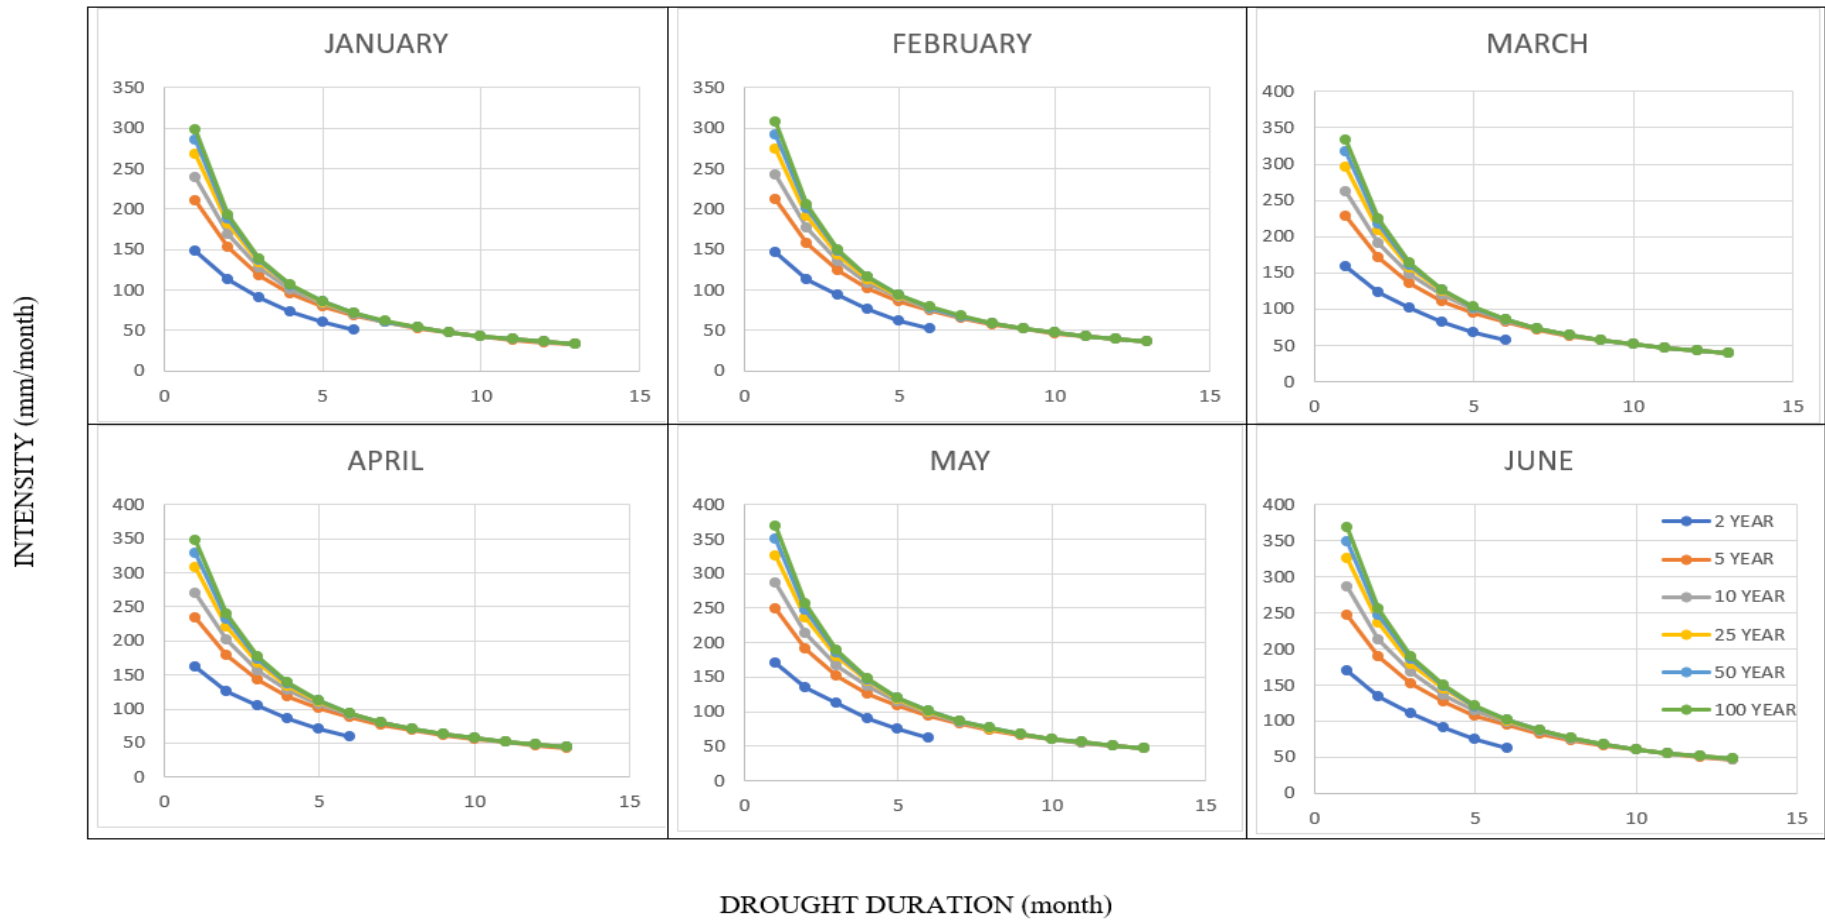 JANUARY
350
300
250
200
150
100
50
0
0 5 10 15
FEBRUARY
350
300
250
200
150
100
50
0
0 5 10 15
MARCH
400
350
300
250
200
150
100
50
0
0 5 10 15
INTENSITY (mm/month)
APRIL
400
350
300
250
200
150
100
50
0
0 5 10 15
MAY
400
350
300
250
200
150
100
50
0
0 5 10 15
JUNE
400
350
300
250
200
150
100
50
0
0 5 10 15
2 YEAR
5 YEAR
10 YEAR
25 YEAR
50 YEAR
100 YEAR
DROUGHT DURATION (month)